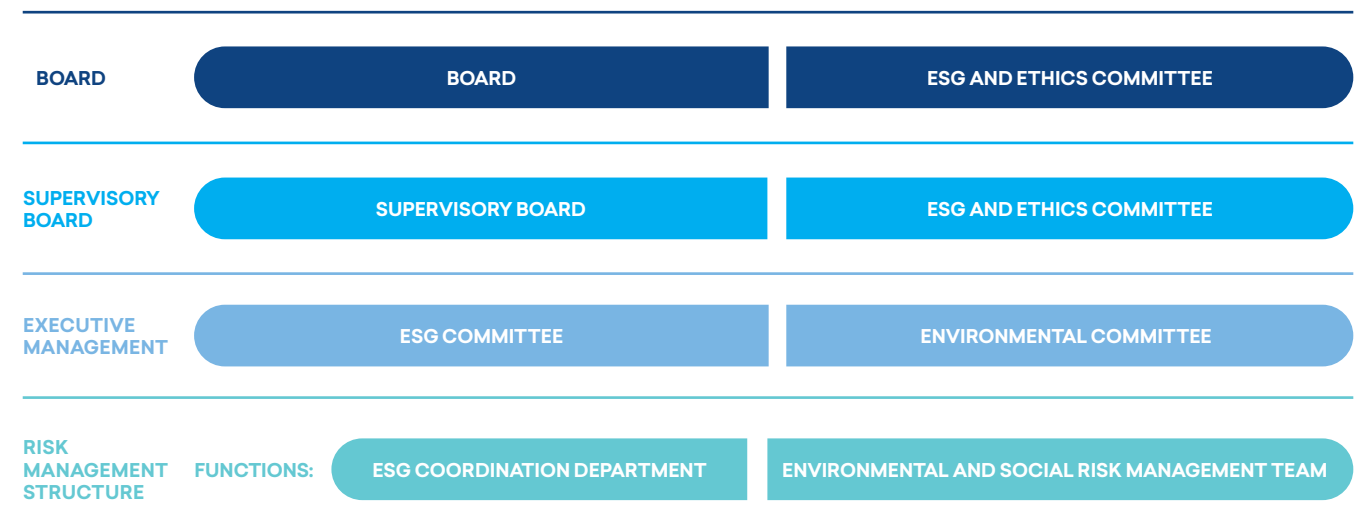 BOARD
BOARD
ESG AND ETHICS COMMITTEE
SUPERVISORY
BOARD
SUPERVISORY BOARD
ESG AND ETHICS COMMITTEE
EXECUTIVE
MANAGEMENT
ESG COMMITTEE
ENVIRONMENTAL COMMITTEE
RISK
MANAGEMENT
STRUCTURE
FUNCTIONS:
ESG COORDINATION DEPARTMENT
ENVIRONMENTAL AND SOCIAL RISK MANAGEMENT TEAM